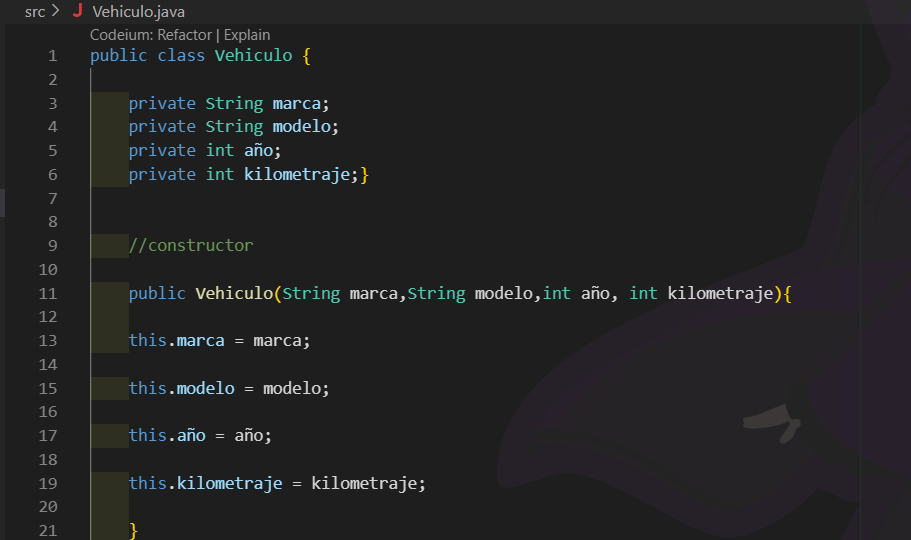 src > J Vehiculo.java
Codeium: Refactor | Explain
1 public class Vehiculo {
2
3 private String marca;
4 private String modelo;
5 private int año;
6 private int kilometraje;}
7
8
9 //constructor
10
11 public Vehiculo(String marca,String modelo,int año, int kilometraje){
12
13 this.marca = marca;
14
15 this.modelo = modelo;
16
17 this.año = año;
18
19 this.kilometraje = kilometraje;
20
21 }